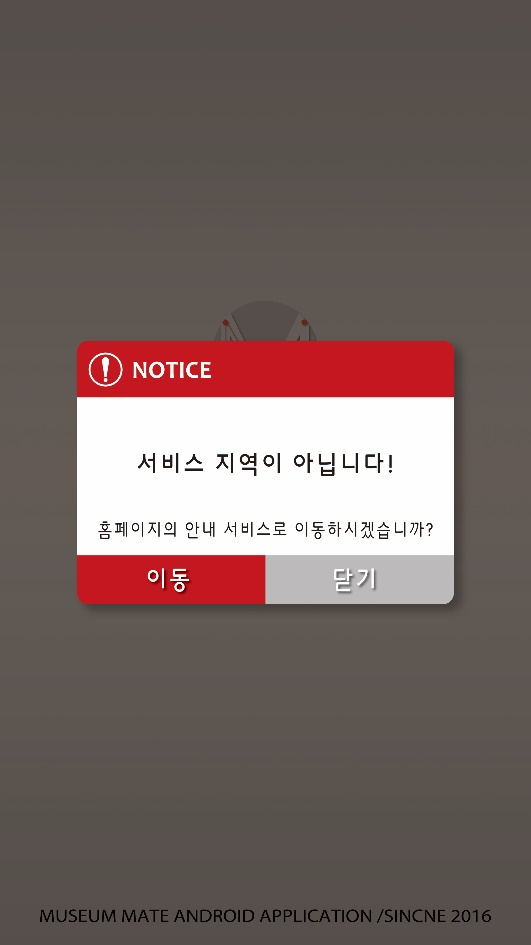 NOTICE
서비스 지역이 아닙니다!
홈페이지의 안내 서비스로 이동하시겠습니까?
이동
닫기
MUSEUM MATE ANDROID APPLICATION /SINCNE 2016